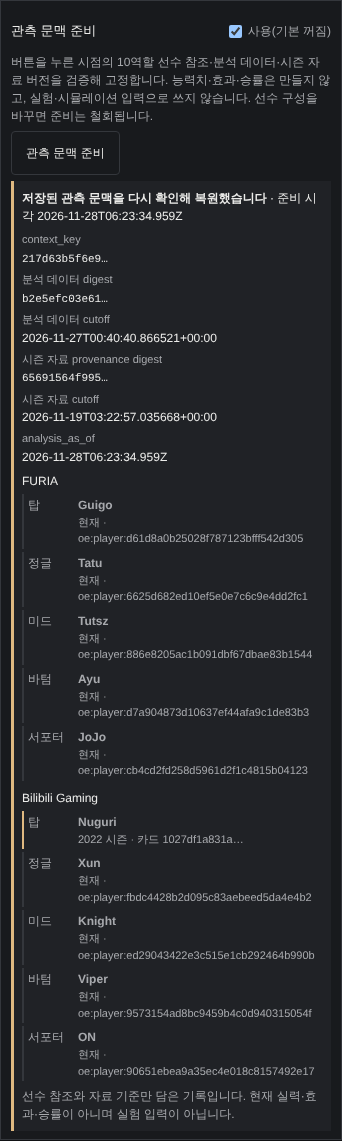 관측 문맥 준비
사용(기본 꺼짐)
버튼을 누른 시점의 10역할 선수 참조·분석 데이터·시즌 자
료 버전을 검증해 고정합니다. 능력치·효과·승률은 만들지 않
고, 실험·시뮬레이션 입력으로 쓰지 않습니다. 선수 구성을
바꾸면 준비는 철회됩니다.
관측 문맥 준비
저장된 관측 문맥을 다시 확인해 복원했습니다 · 준비 시
각 2026-11-28T06:23:34.959Z
context_key
217d63b5f6e9…
분석 데이터 digest
b2e5efc03e61…
분석 데이터 cutoff
2026-11-27T00:40:40.866521+00:00
시즌 자료 provenance digest
65691564f995…
시즌 자료 cutoff
2026-11-19T03:22:57.035668+00:00
analysis_as_of
2026-11-28T06:23:34.959Z
FURIA
탑 Guigo
현재 ·
oe:player:d61d8a0b25028f787123bfff542d305
정글 Tatu
현재 ·
oe:player:6625d682ed10ef5e0e7c6c9e4dd2fc1
미드 Tutsz
현재 ·
oe:player:886e8205ac1b091dbf67dbae83b1544
바텀 Ayu
현재 ·
oe:player:d7a904873d10637ef44afa9c1de83b3
서포터 JoJo
현재 ·
oe:player:cb4cd2fd258d5961d2f1c4815b04123
Bilibili Gaming
탑 Nuguri
2022 시즌 · 카드 1027df1a831a…
정글 Xun
현재 ·
oe:player:fbdc4428b2d095c83aebeed5da4e4b2
미드 Knight
현재 ·
oe:player:ed29043422e3c515e1cb292464b990b
바텀 Viper
현재 ·
oe:player:9573154ad8bc9459b4c0d940315054f
서포터 ON
현재 ·
oe:player:90651ebea9a35ec4e018c8157492e17
선수 참조와 자료 기준만 담은 기록입니다. 현재 실력·효
과·승률이 아니며 실험 입력이 아닙니다.